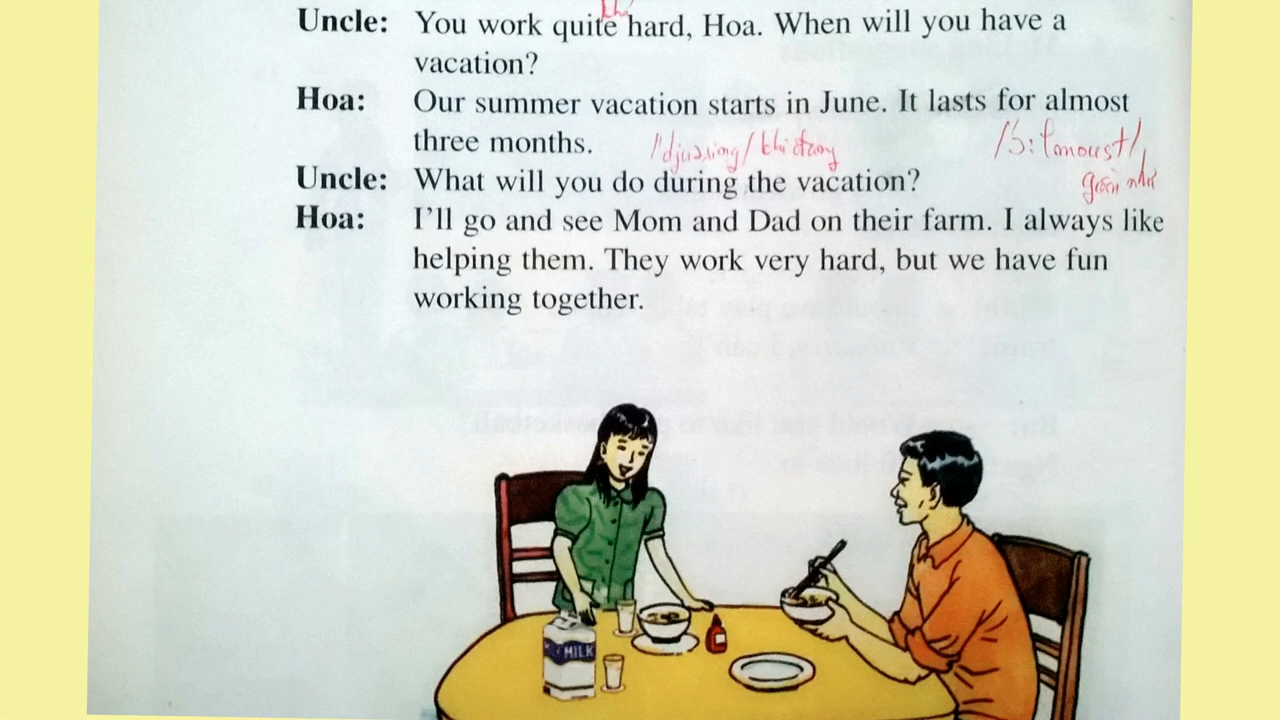 khá
Uncle: You work quite hard, Hoa. When will you have a
vacation?
Hoa: Our summer vacation starts in June. It lasts for almost
three months.
Uncle: What will you do during the vacation?
Hoa: I'll go and see Mom and Dad on their farm. I always like
helping them. They work very hard, but we have fun
working together.
MILK